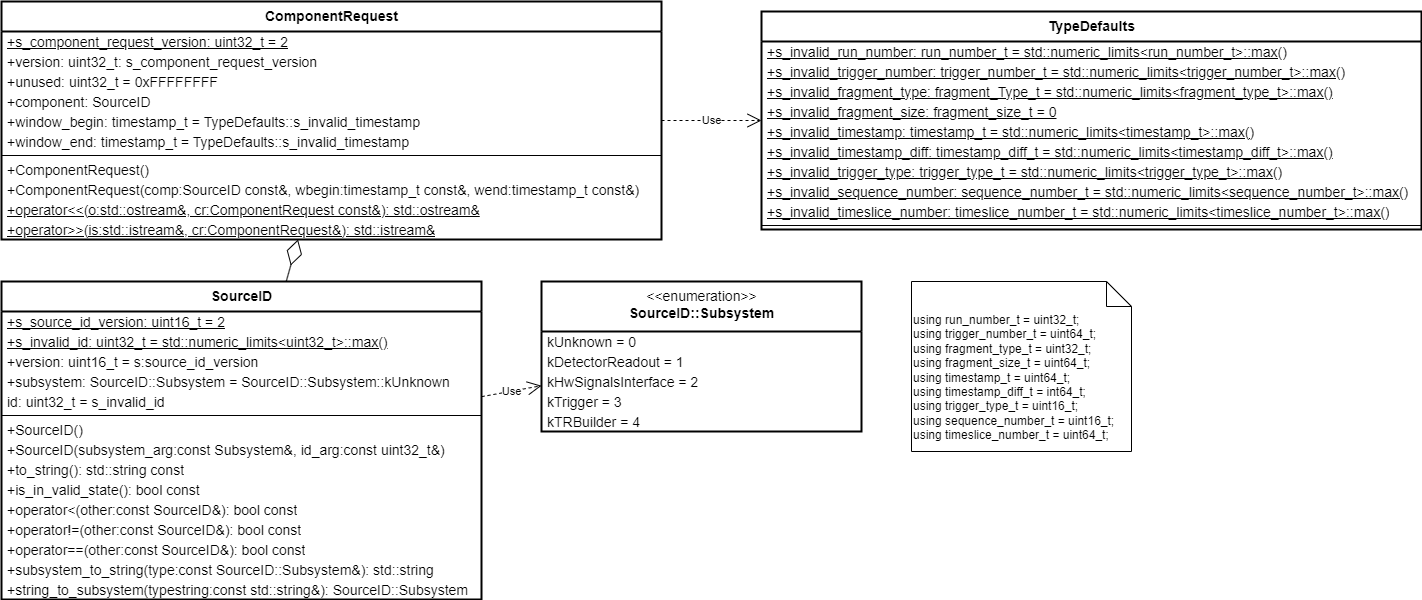 ComponentRequest
+s_component_request_version: uint32_t = 2
+version: uint32_t: s_component_request_version
+unused: uint32_t = 0xFFFFFFFF
+component: SourceID
+window_begin: timestamp_t = TypeDefaults::s_invalid_timestamp
+window_end: timestamp_t = TypeDefaults::s_invalid_timestamp
+ComponentRequest()
+ComponentRequest(comp:SourceID const&, wbegin:timestamp_t const&, wend:timestamp_t const&)
+operator<<(o:std::ostream&, cr:ComponentRequest const&): std::ostream&
+operator>>(is:std::istream&, cr:ComponentRequest&): std::istream&
Use
TypeDefaults
+s_invalid_run_number: run_number_t = std::numeric_limits<run_number_t>::max()
+s_invalid_trigger_number: trigger_number_t = std::numeric_limits<trigger_number_t>::max()
+s_invalid_fragment_type: fragment_Type_t = std::numeric_limits<fragment_type_t>::max()
+s_invalid_fragment_size: fragment_size_t = 0
+s_invalid_timestamp: timestamp_t = std::numeric_limits<timestamp_t>::max()
+s_invalid_timestamp_diff: timestamp_diff_t = std::numeric_limits<timestamp_diff_t>::max()
+s_invalid_trigger_type: trigger_type_t = std::numeric_limits<trigger_type_t>::max()
+s_invalid_sequence_number: sequence_number_t = std::numeric_limits<sequence_number_t>::max()
+s_invalid_timeslice_number: timeslice_number_t = std::numeric_limits<timeslice_number_t>::max()
SourceID
+s_source_id_version: uint16_t = 2
+s_invalid_id: uint32_t = std::numeric_limits<uint32_t>::max()
+version: uint16_t = s:source_id_version
+subsystem: SourceID::Subsystem = SourceID::Subsystem::kUnknown
id: uint32_t = s_invalid_id
+SourceID()
+SourceID(subsystem_arg:const Subsystem&, id_arg:const uint32_t&)
+to_string(): std::string const
+is_in_valid_state(): bool const
+operator<(other:const SourceID&): bool const
+operator!=(other:const SourceID&): bool const
+operator==(other:const SourceID&): bool const
+subsystem_to_string(type:const SourceID::Subsystem&): std::string
+string_to_subsystem(typestring:const std::string&): SourceID::Subsystem
Use
<<enumeration>>
SourceID::Subsystem
kUnknown = 0
kDetectorReadout = 1
kHwSignalsInterface = 2
kTrigger = 3
kTRBuilder = 4
using run_number_t = uint32_t;
using trigger_number_t = uint64_t;
using fragment_type_t = uint32_t;
using fragment_size_t = uint64_t;
using timestamp_t = uint64_t;
using timestamp_diff_t = int64_t;
using trigger_type_t = uint16_t;
using sequence_number_t = uint16_t;
using timeslice_number_t = uint64_t;